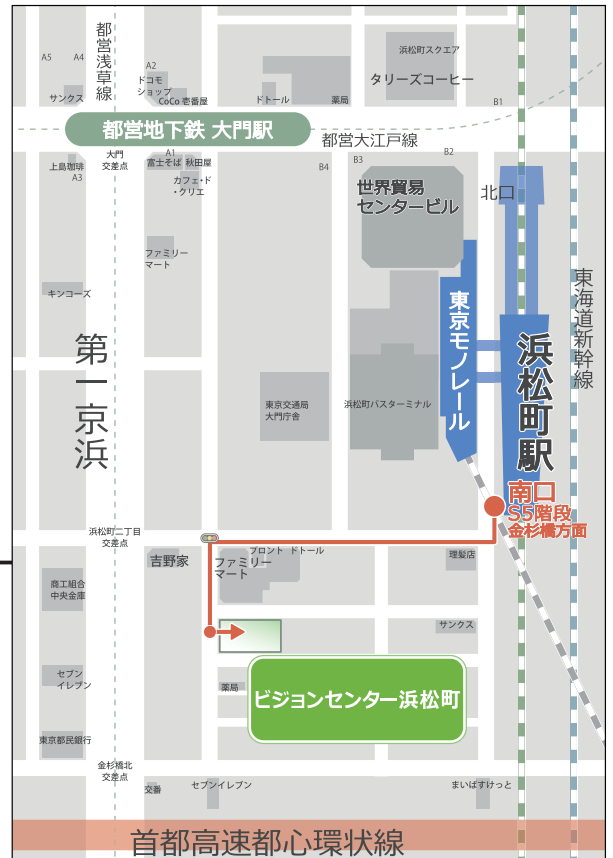 都営浅草線
A5
A4
A2
ドコモ
ショップ
CoCo 壱番屋
サンクス
ドトール
薬局
浜松町スクエア
タリーズコーヒー
B1
都営地下鉄 大門駅
都営大江戸線
大門
交差点
A1
富士そば
秋田屋
上島珈琲
A3
カフェ・ド
・クリエ
B4
B3
B2
世界貿易
センタービル
北口
ファミリー
マート
キンコーズ
東海道新幹線
東京モノレール
浜松町駅
第一京浜
東京交通局
大門庁舎
浜松町バスターミナル
南口
S5階段
金杉橋方面
浜松町二丁目
交差点
吉野家
ファミリー
マート
プロント
ドトール
理髪店
商工組合
中央金庫
サンクス
セブン
イレブン
薬局
ビジョンセンター浜松町
東京都民銀行
金杉橋北
交差点
交番
セブンイレブン
まいばすけっと
首都高速都心環状線